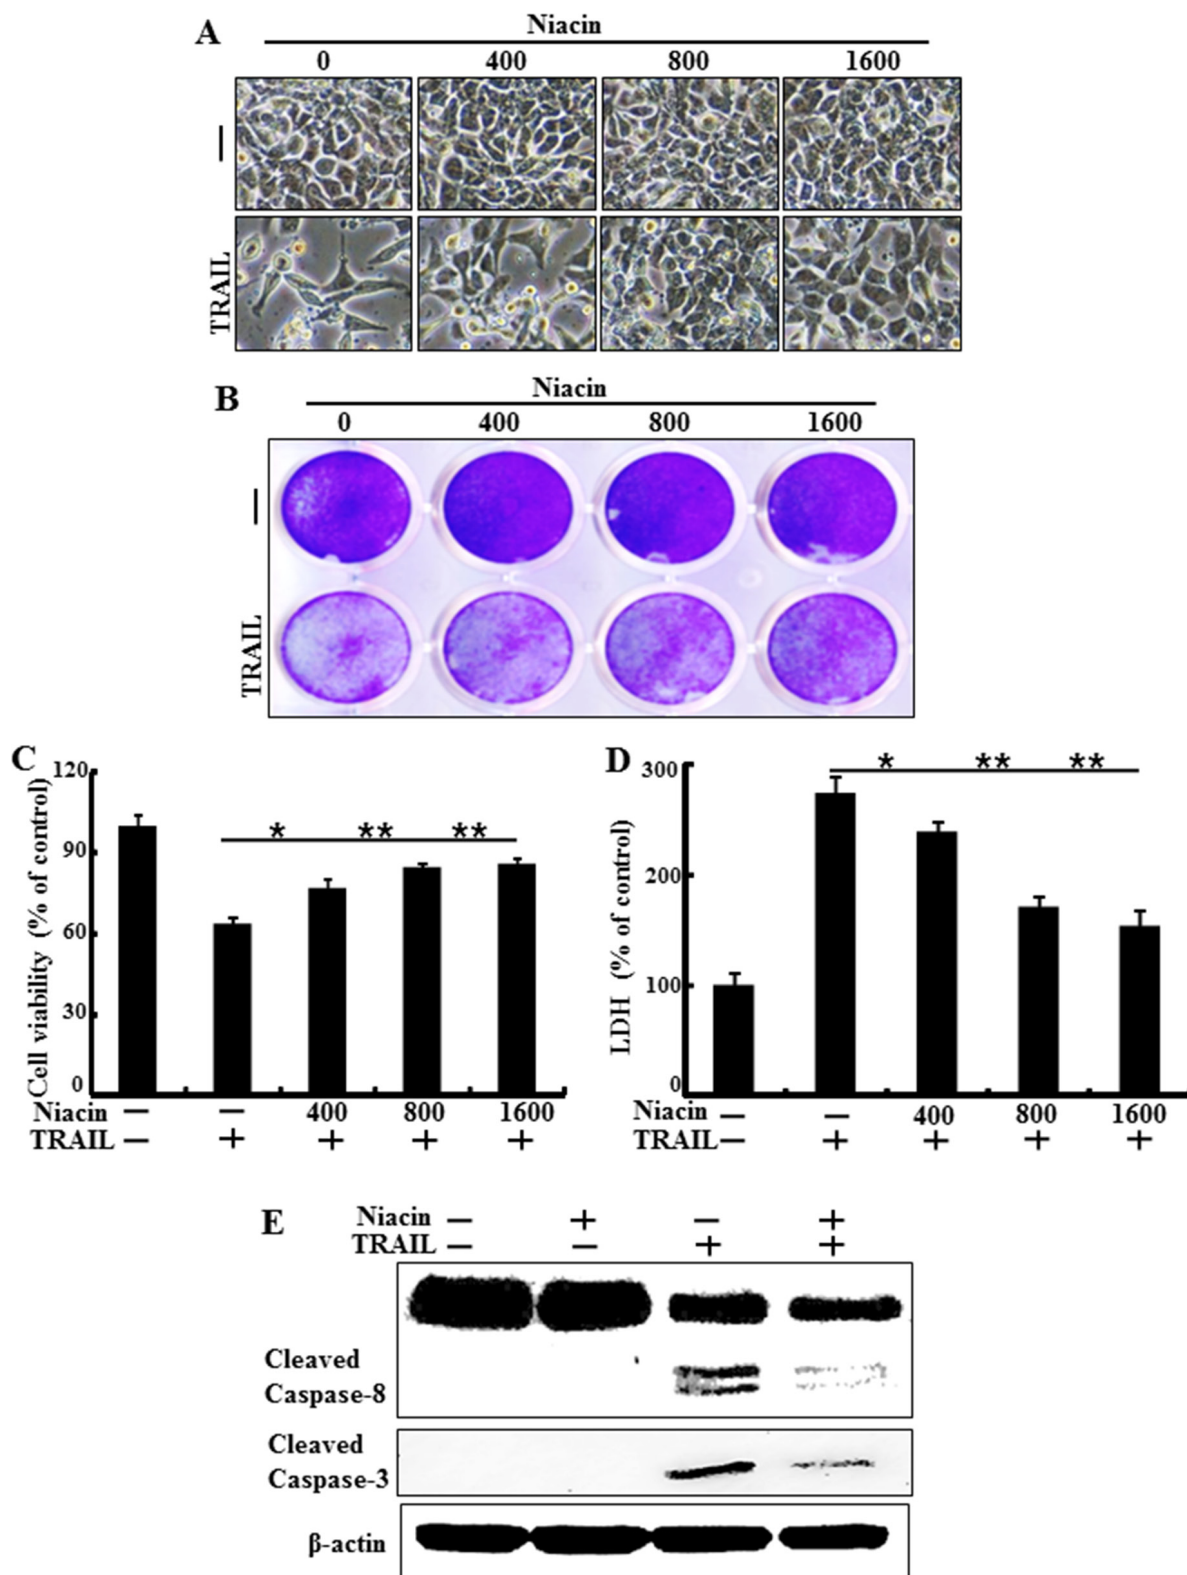 A
Niacin
0 400 800 1600
—
TRAIL
B
Niacin
0 400 800 1600
—
TRAIL
C
Cell viability (% of control)
120
90
60
30
0
* ** **
Niacin — — 400 800 1600
TRAIL — + + + +
D
LDH (% of control)
300
200
100
0
* ** **
Niacin — — 400 800 1600
TRAIL — + + + +
E
Niacin — + — +
TRAIL — — + +
Cleaved
Caspase-8
Cleaved
Caspase-3
β-actin